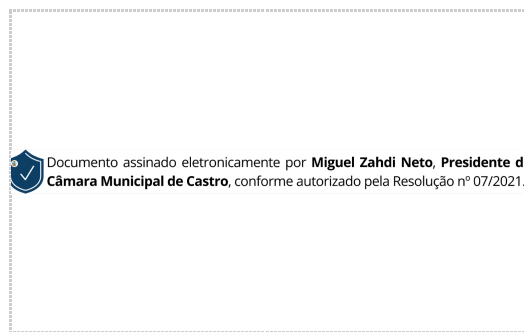 Documento assinado eletronicamente por Miguel Zahdi Neto, Presidente d
Câmara Municipal de Castro, conforme autorizado pela Resolução nº 07/2021.